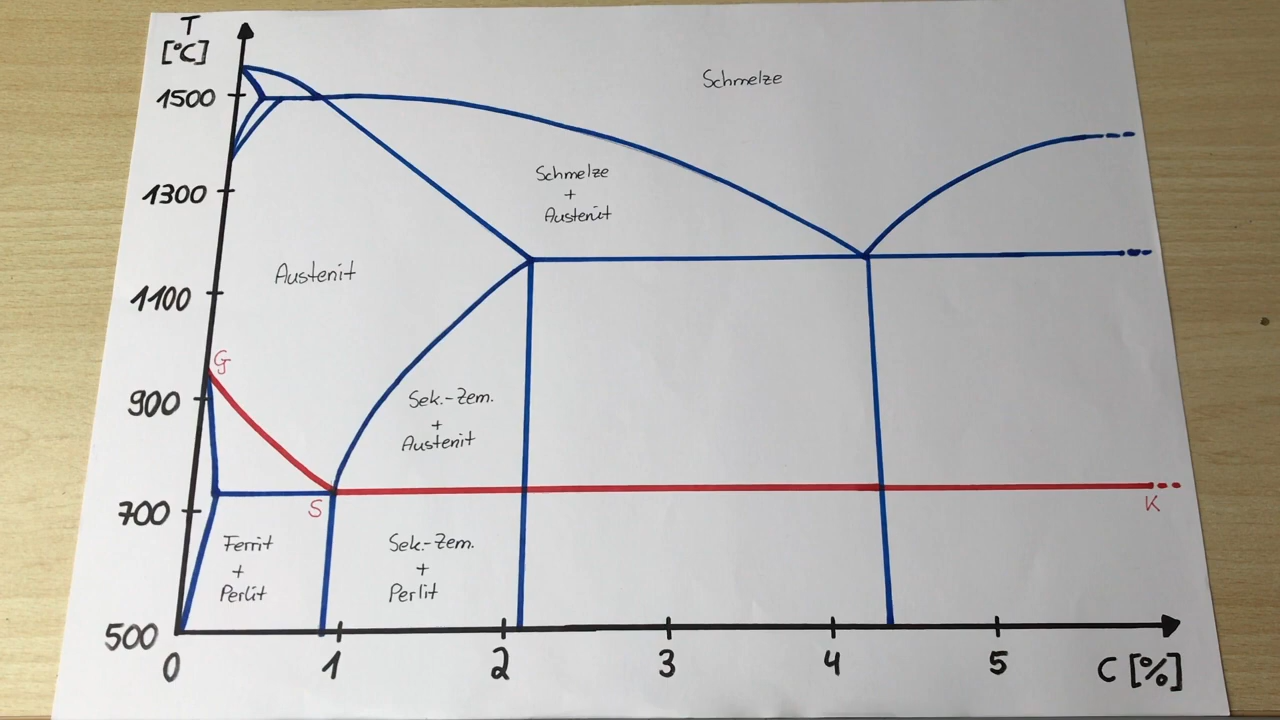 T
[°C]
1500
1300
1100
900
700
500
Schmelze
Schmelze
+
Austenit
Austenit
G
Sek.-Zem.
+
Austenit
S
K
Ferrit
+
Perlit
Sek.-Zem.
+
Perlit
0 1 2 3 4 5 C [%]